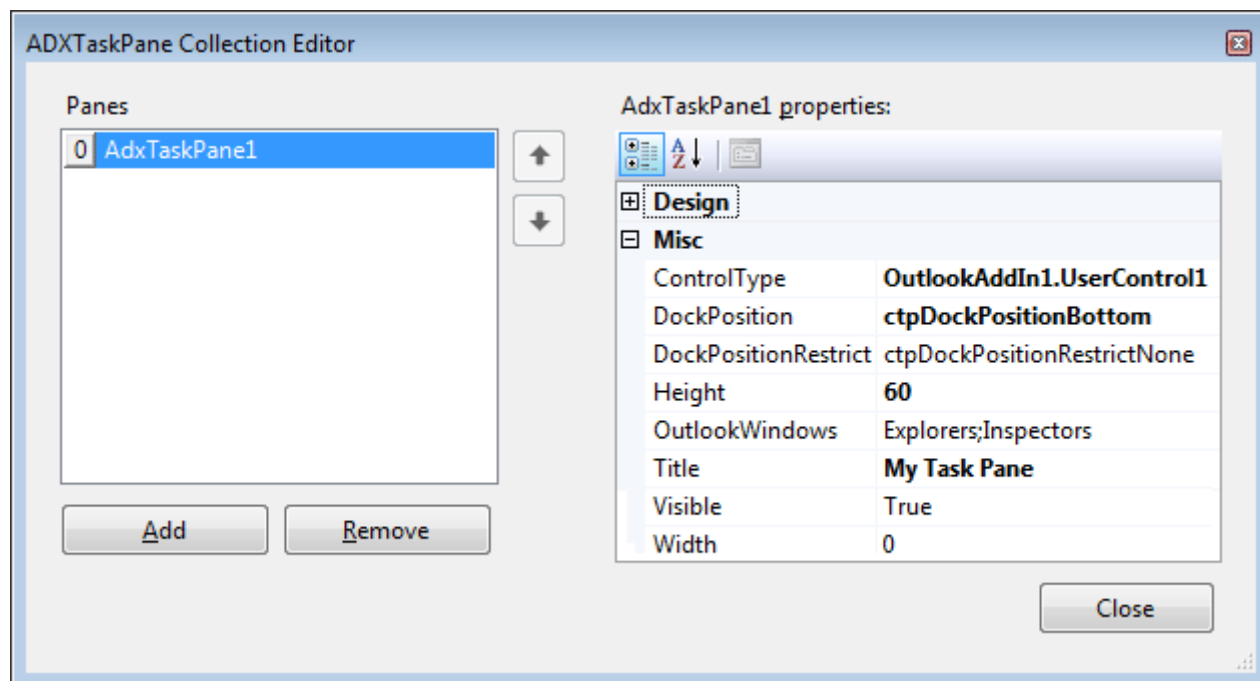 ADXTaskPane Collection Editor
Panes
0 AdxTaskPane1
Add
Remove
AdxTaskPane1 properties:
A
Z
Design
Misc
ControlType OutlookAddIn1.UserControl1
DockPosition ctpDockPositionBottom
DockPositionRestrict ctpDockPositionRestrictNone
Height 60
OutlookWindows Explorers;Inspectors
Title My Task Pane
Visible True
Width 0
Close